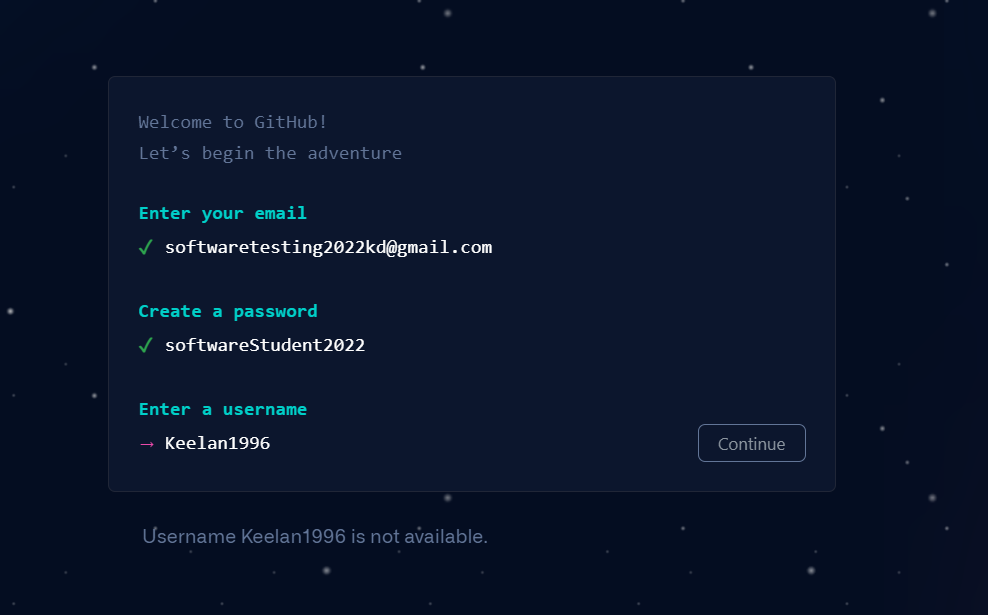 Welcome to GitHub!
Let’s begin the adventure
Enter your email
✓ softwaretesting2022kd@gmail.com
Create a password
✓ softwareStudent2022
Enter a username
→ Keelan1996
Continue
Username Keelan1996 is not available.